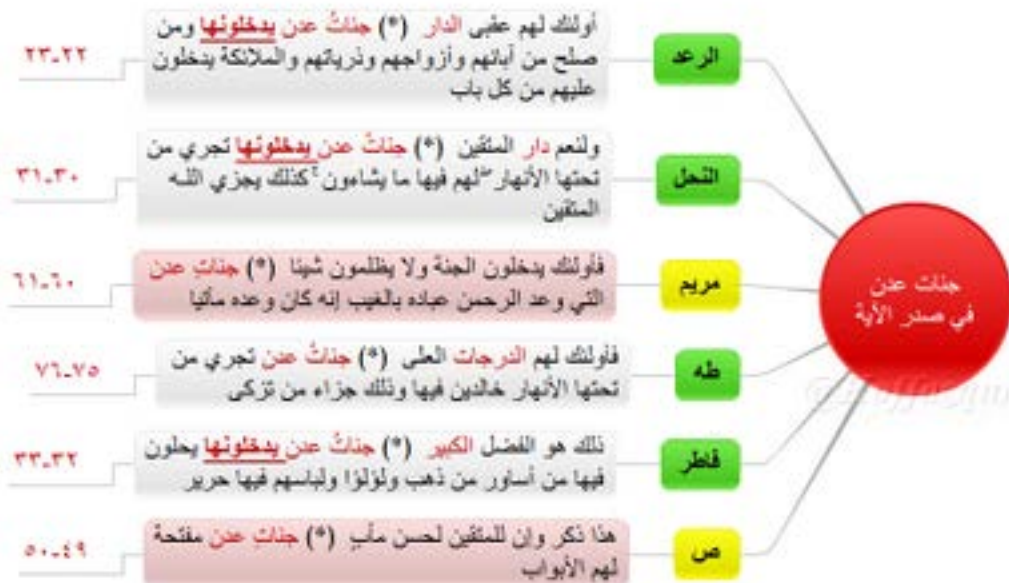 جنات عدن
في صدر الآية
الرعد
أولئك لهم عقبى الدار (*) جناتُ عدن يدخلونها ومن
صلح من آبائهم وأزواجهم وذرياتهم والملائكة يدخلون
عليهم من كل باب
٢٢-٢٣
النحل
ولنعم دار المتقين (*) جناتُ عدن يدخلونها تجري من
تحتها الأنهار ۖ لهم فيها ما يشاءون ۚ كذلك يجزي الله
المتقين
٣٠-٣١
مريم
فأولئك يدخلون الجنة ولا يظلمون شيئا (*) جناتِ عدن
التي وعد الرحمن عباده بالغيب إنه كان وعده مأتيا
٦٠-٦١
طه
فأولئك لهم الدرجات العلى (*) جناتُ عدن تجري من
تحتها الأنهار خالدين فيها وذلك جزاء من تزكى
٧٥-٧٦
فاطر
ذلك هو الفضل الكبير (*) جناتُ عدن يدخلونها يحلون
فيها من أساور من ذهب ولؤلؤا ولباسهم فيها حرير
٣٢-٣٣
ص
هذا ذكر وإن للمتقين لحسن مآبٍ (*) جناتِ عدن مفتحة
لهم الأبواب
٤٩-٥٠